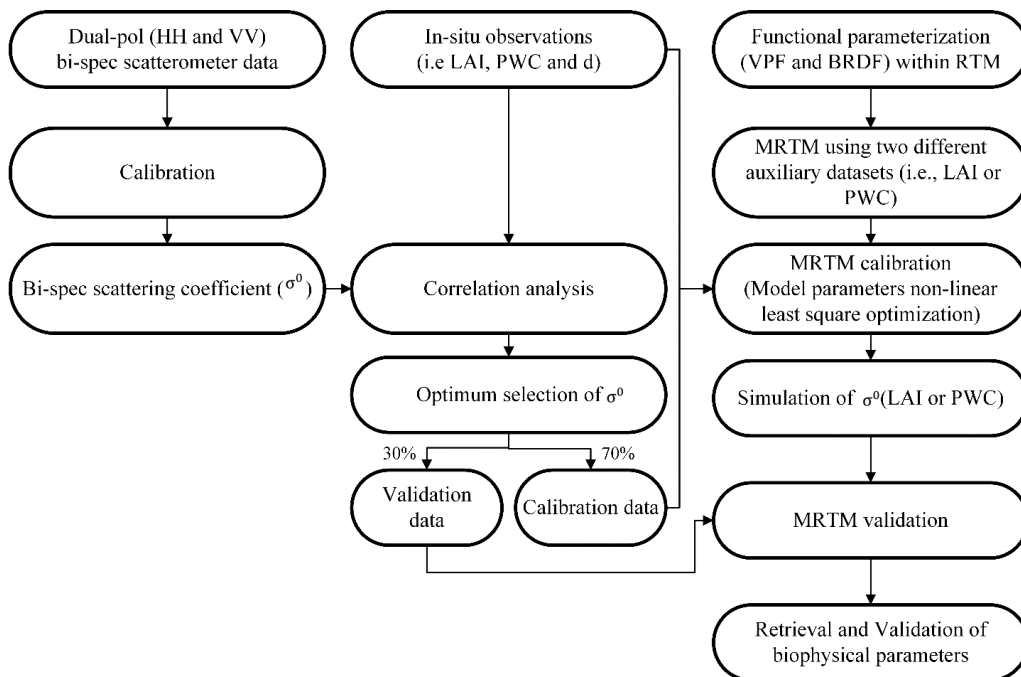 Dual-pol (HH and VV)
bi-spec scatterometer data
Calibration
Bi-spec scattering coefficient (σ⁰)
In-situ observations
(i.e LAI, PWC and d)
Correlation analysis
Optimum selection of σ⁰
30%
70%
Validation
data
Calibration data
Functional parameterization
(VPF and BRDF) within RTM
MRTM using two different
auxiliary datasets (i.e., LAI or
PWC)
MRTM calibration
(Model parameters non-linear
least square optimization)
Simulation of σ⁰(LAI or PWC)
MRTM validation
Retrieval and Validation of
biophysical parameters